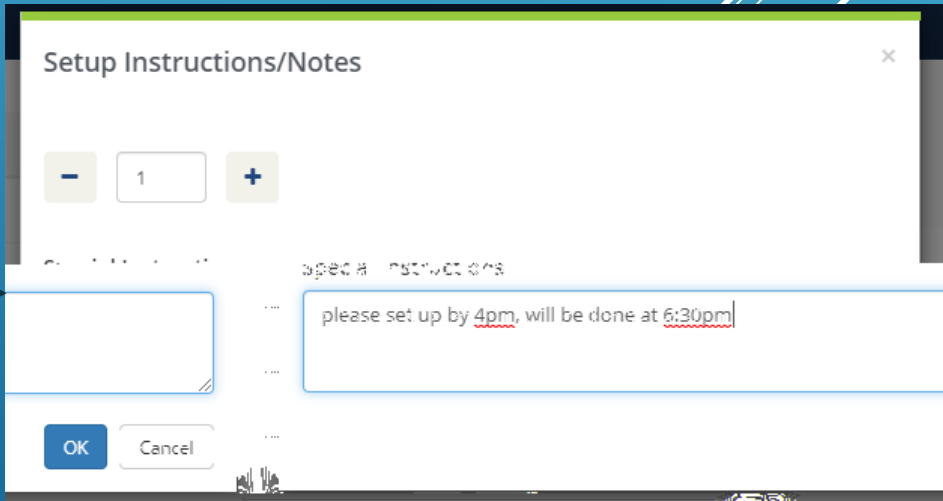 Setup Instructions/Notes
×
− 1 +
Special Instructions
please set up by 4pm, will be done at 6:30pm
OK Cancel